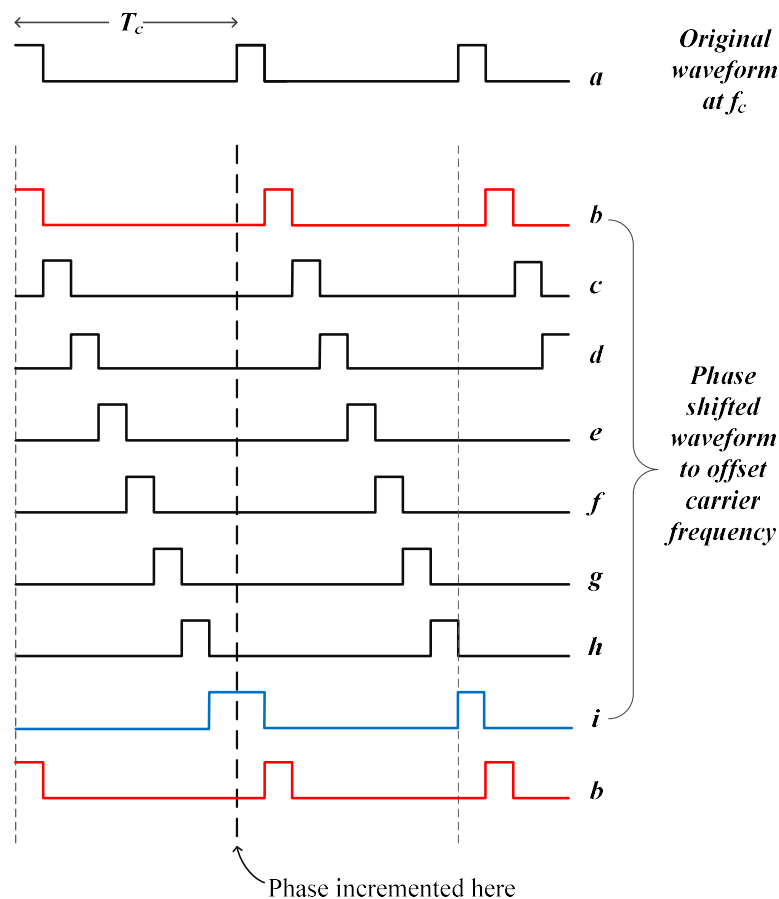 Tc
Original
waveform
at fc
a
b
c
d
e
f
g
h
i
b
Phase
shifted
waveform
to offset
carrier
frequency
Phase incremented here